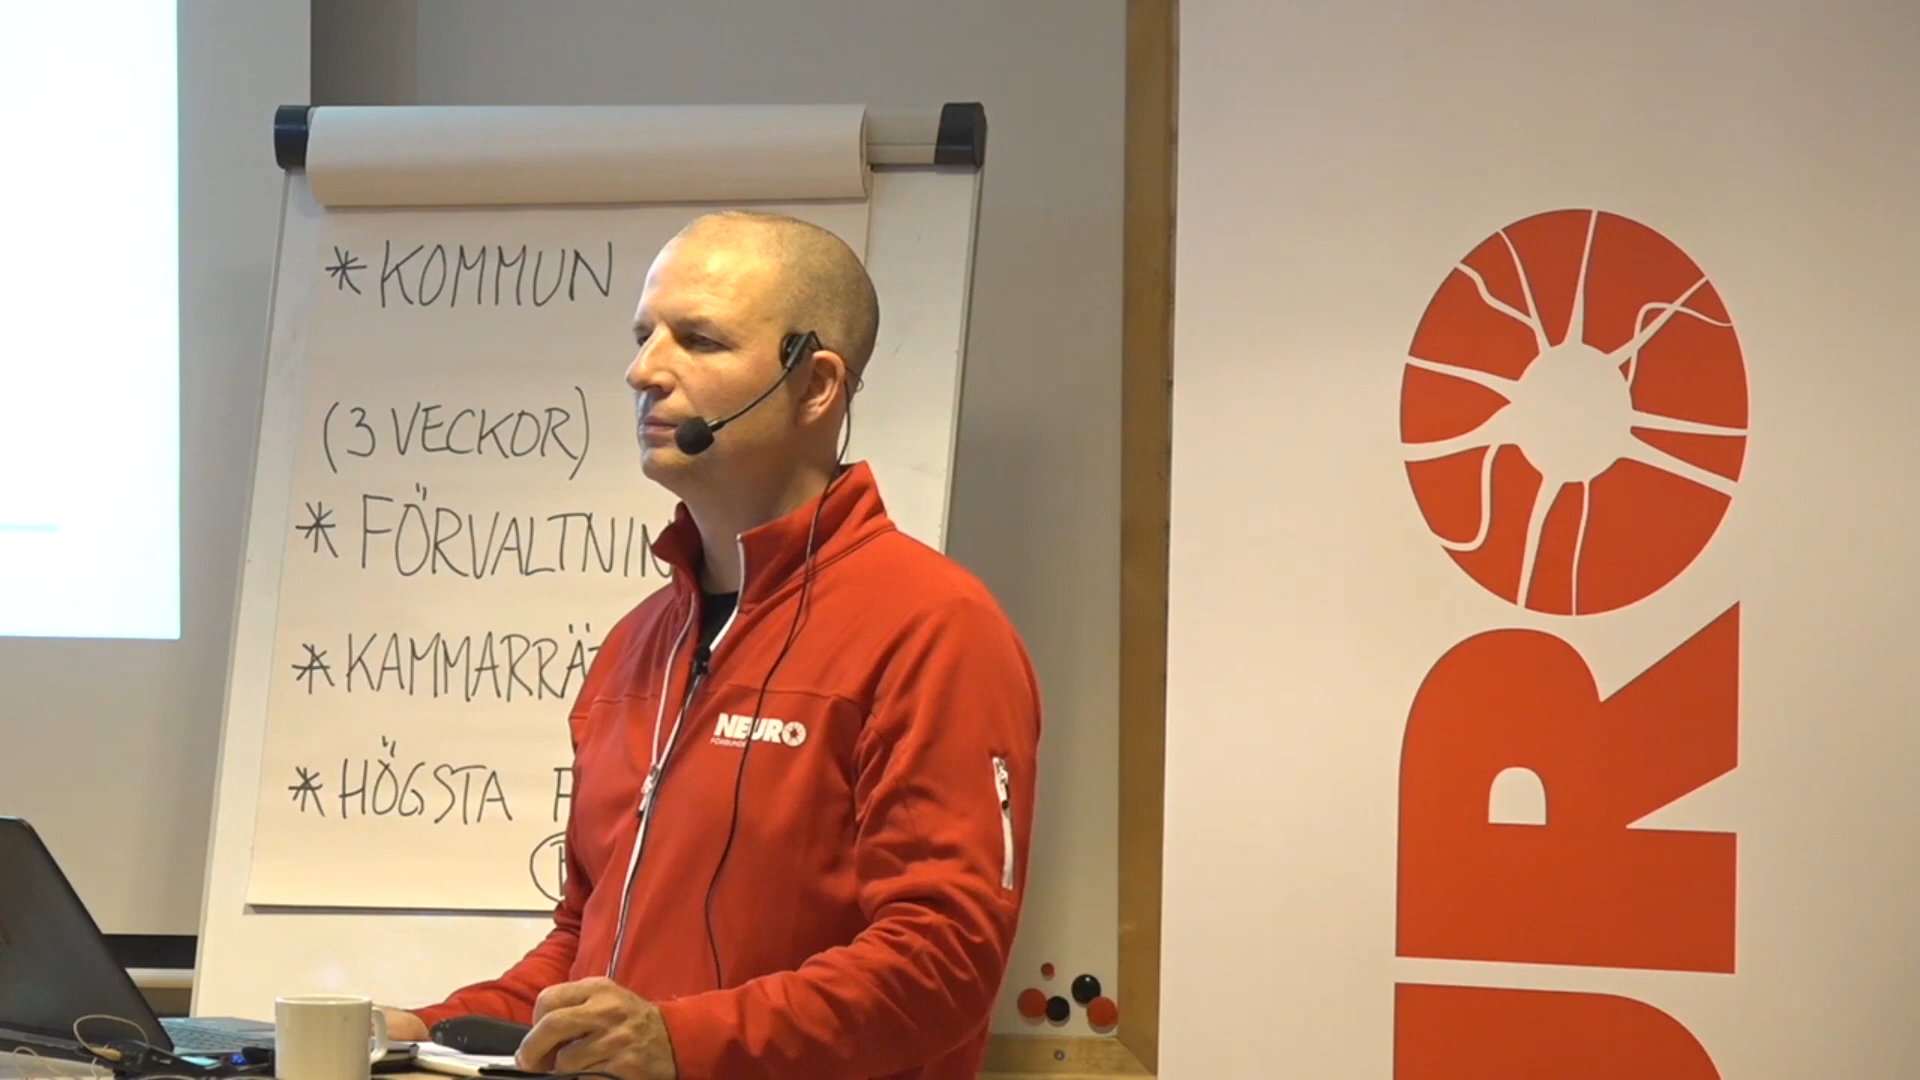 * KOMMUN
(3 VECKOR)
* FÖRVALTNIN
* KAMMARRÄ
* HÖGSTA
NEURO
URO